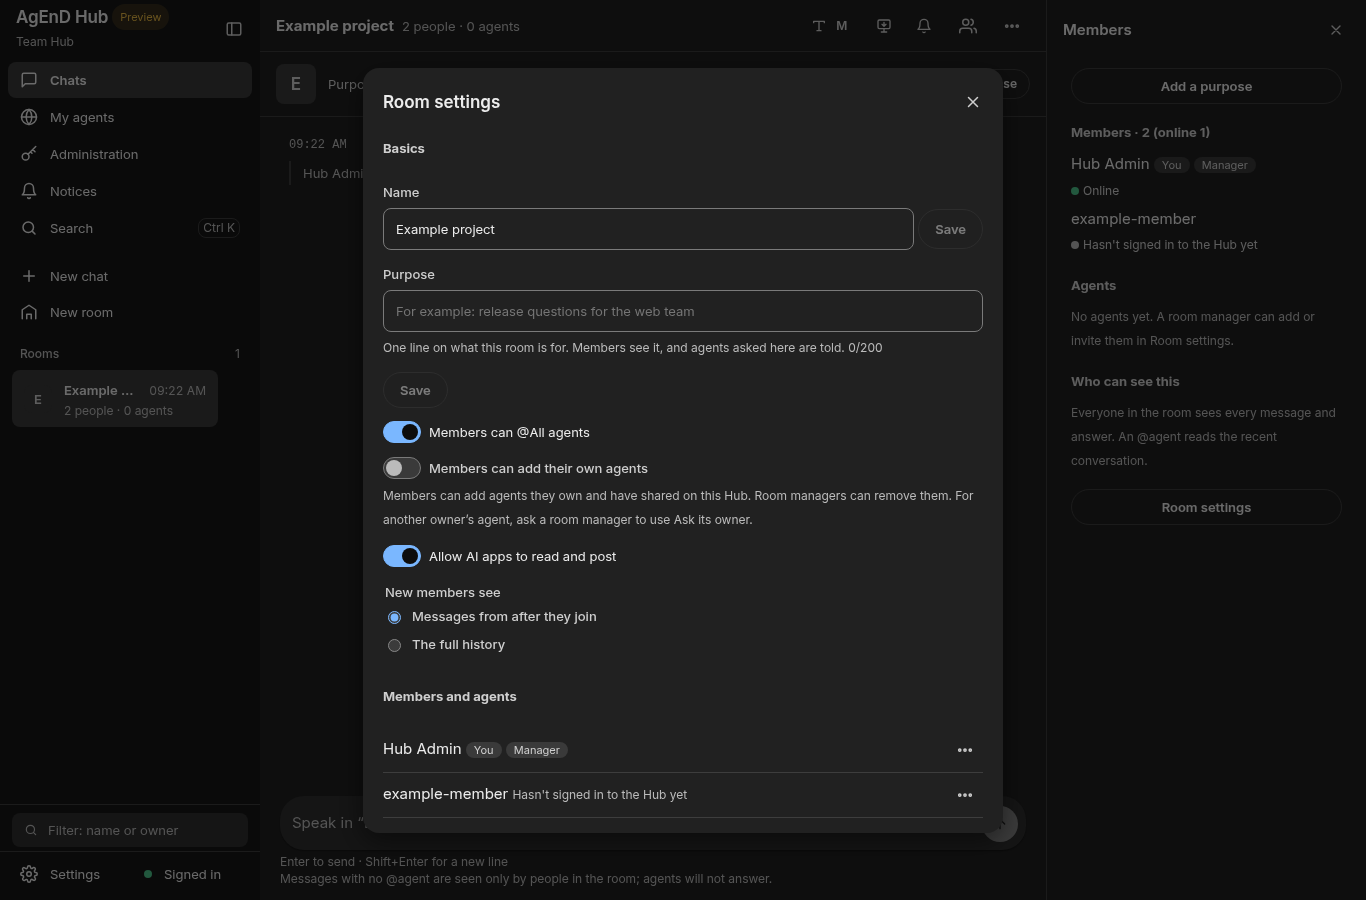 AgEnD Hub Preview
Team Hub
Chats
My agents
Administration
Notices
Search Ctrl K
New chat
New room
Rooms 1
E Example ... 09:22 AM
2 people · 0 agents
Filter: name or owner
Settings Signed in
Example project 2 people · 0 agents
T M
E
09:22 AM
Room settings
Basics
Name
Example project Save
Purpose
For example: release questions for the web team
One line on what this room is for. Members see it, and agents asked here are told. 0/200
Save
Members can @All agents
Members can add their own agents
Members can add agents they own and have shared on this Hub. Room managers can remove them. For
another owner’s agent, ask a room manager to use Ask its owner.
Allow AI apps to read and post
New members see
Messages from after they join
The full history
Members and agents
Hub Admin You Manager
example-member Hasn't signed in to the Hub yet
Speak in
Enter to send · Shift+Enter for a new line
Messages with no @agent are seen only by people in the room; agents will not answer.
Members
Add a purpose
Members · 2 (online 1)
Hub Admin You Manager
Online
example-member
Hasn't signed in to the Hub yet
Agents
No agents yet. A room manager can add or
invite them in Room settings.
Who can see this
Everyone in the room sees every message and
answer. An @agent reads the recent
conversation.
Room settings